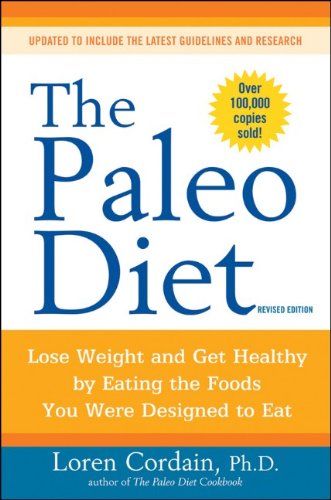 UPDATED TO INCLUDE THE LATEST GUIDELINES AND RESEARCH
The
Paleo
Diet
Over
100,000
copies
sold!
REVISED EDITION
Lose Weight and Get Healthy
by Eating the Foods
You Were Designed to Eat
Loren Cordain, Ph.D.
author of The Paleo Diet Cookbook